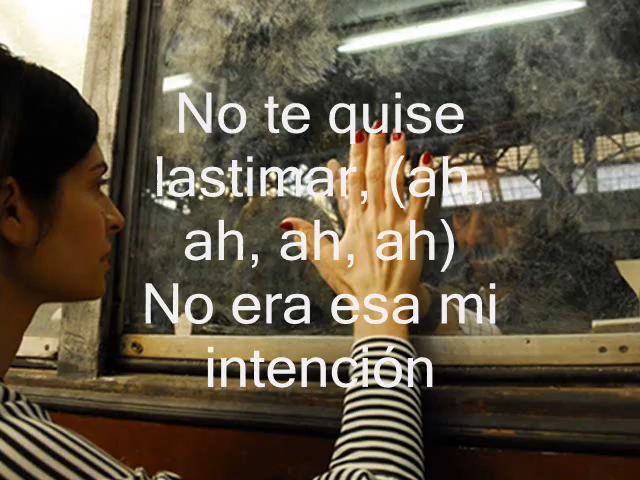 No te quise
lastimar, (ah,
ah, ah, ah)
No era esa mi
intención